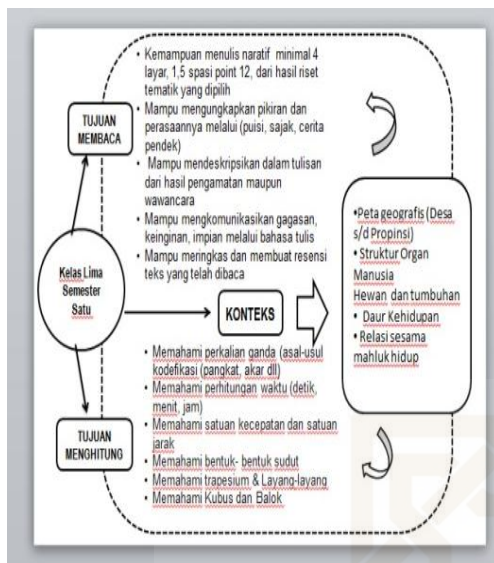 • Kemampuan menulis naratif minimal 4
layar, 1,5 spasi point 12, dari hasil riset
tematik yang dipilih
• Mampu mengungkapkan pikiran dan
perasaannya melalui (puisi, sajak, cerita
pendek)
• Mampu mendeskripsikan dalam tulisan
dari hasil pengamatan maupun
wawancara
• Mampu mengkomunikasikan gagasan,
keinginan, impian melalui bahasa tulis
• Mampu meringkas dan membuat resensi
teks yang telah dibaca
TUJUAN
MEMBACA
Kelas Lima
Semester
Satu
KONTEKS
•Peta geografis (Desa
s/d Propinsi)
• Struktur Organ
Manusia
Hewan dan tumbuhan
• Daur Kehidupan
• Relasi sesama
mahluk hidup
TUJUAN
MENGHITUNG
• Memahami perkalian ganda (asal-usul
kodefikasi (pangkat, akar dll)
• Memahami perhitungan waktu (detik,
menit, jam)
• Memahami satuan kecepatan dan satuan
jarak
• Memahami bentuk- bentuk sudut
• Memahami trapesium & Layang-layang
• Memahami Kubus dan Balok